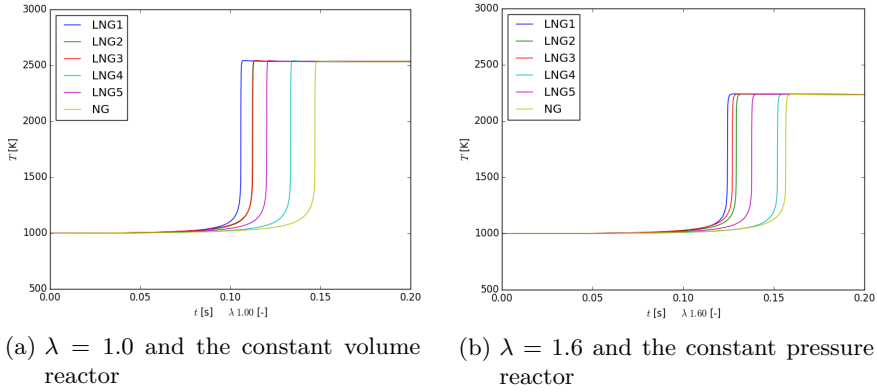 3000
2500
2000
1500
1000
500
T [K]
LNG1
LNG2
LNG3
LNG4
LNG5
NG
0.00 0.05 0.10 0.15 0.20
t [s] λ 1.00 [-]
(a) λ = 1.0 and the constant volume
reactor
3000
2500
2000
1500
1000
500
T [K]
LNG1
LNG2
LNG3
LNG4
LNG5
NG
0.00 0.05 0.10 0.15 0.20
t [s] λ 1.60 [-]
(b) λ = 1.6 and the constant pressure
reactor